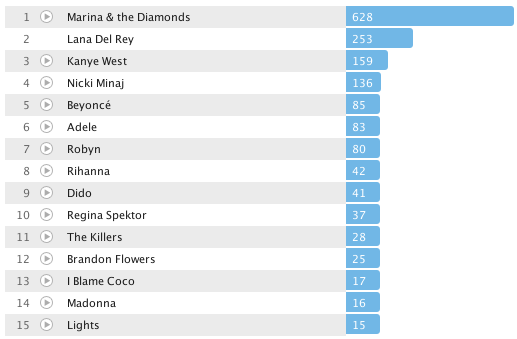 1 Marina & the Diamonds 628
2 Lana Del Rey 253
3 Kanye West 159
4 Nicki Minaj 136
5 Beyoncé 85
6 Adele 83
7 Robyn 80
8 Rihanna 42
9 Dido 41
10 Regina Spektor 37
11 The Killers 28
12 Brandon Flowers 25
13 I Blame Coco 17
14 Madonna 16
15 Lights 15